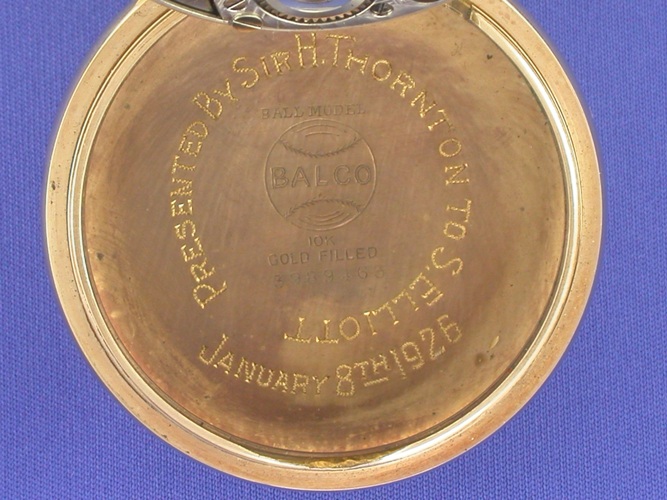 PRESENTED BY SIR H. THORNTON TO S. ELLIOTT
JANUARY 8TH 1926
BALL MODEL
BALCO
10K
GOLD FILLED